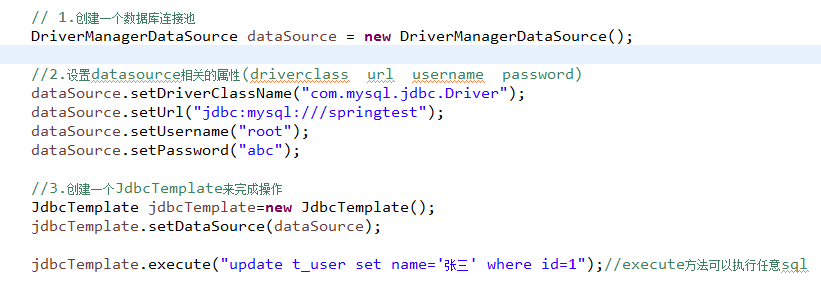 // 1.创建一个数据库连接池
DriverManagerDataSource dataSource = new DriverManagerDataSource();
//2.设置datasource相关的属性(driverclass  url  username  password)
dataSource.setDriverClassName("com.mysql.jdbc.Driver");
dataSource.setUrl("jdbc:mysql:///springtest");
dataSource.setUsername("root");
dataSource.setPassword("abc");
//3.创建一个JdbcTemplate来完成操作
JdbcTemplate jdbcTemplate=new JdbcTemplate();
jdbcTemplate.setDataSource(dataSource);
jdbcTemplate.execute("update t_user set name='张三' where id=1");//execute方法可以执行任意sql